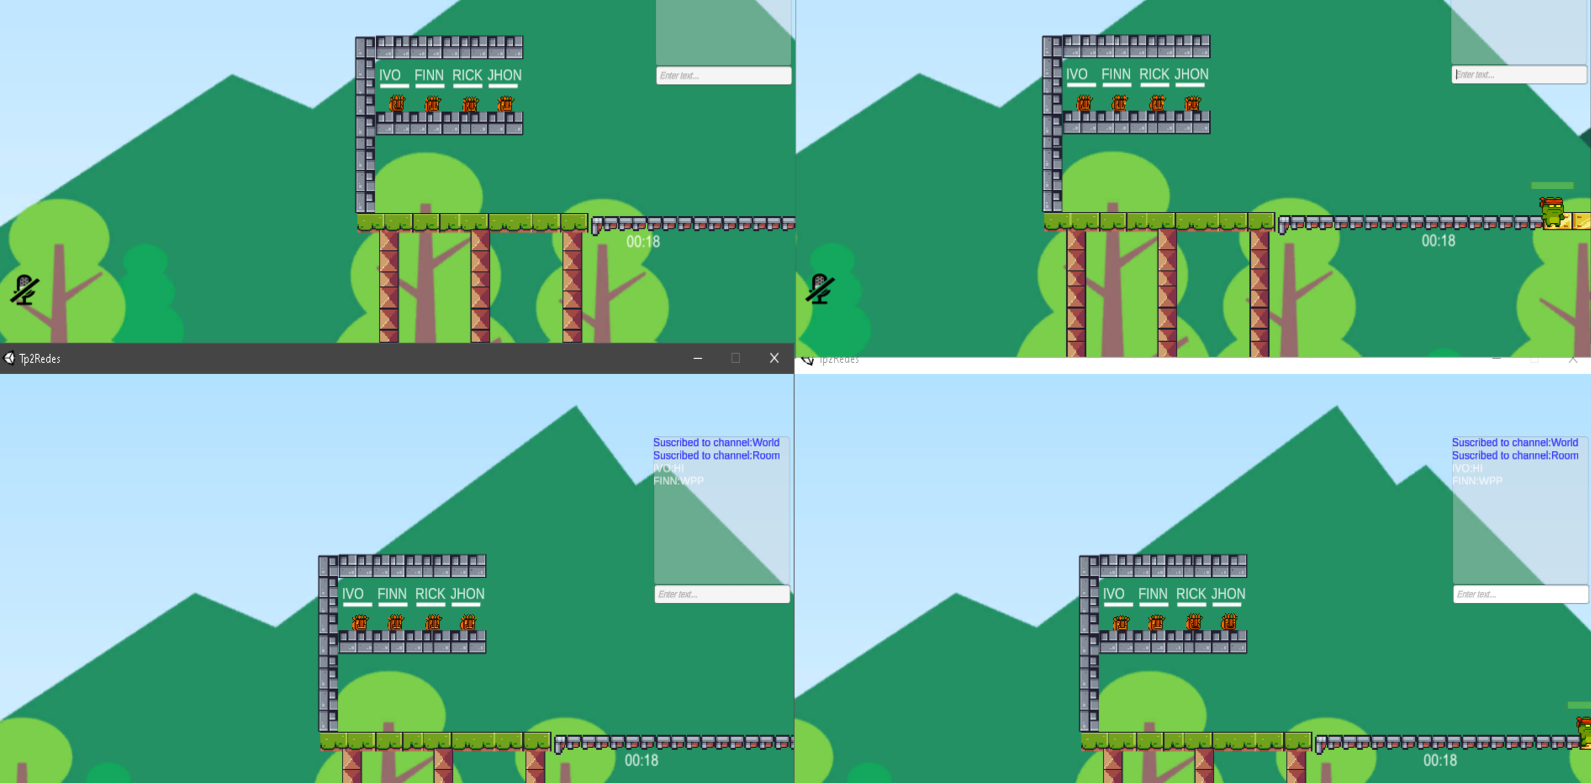 IVO FINN RICK JHON
Enter text...
00:18
IVO FINN RICK JHON
Enter text...
00:18
Tp2Redes
Tp2Redes
Suscribed to channel:World
Suscribed to channel:Room
IVO:HI
FINN:WPP
IVO FINN RICK JHON
Enter text...
00:18
Suscribed to channel:World
Suscribed to channel:Room
IVO:HI
FINN:WPP
IVO FINN RICK JHON
Enter text...
00:18